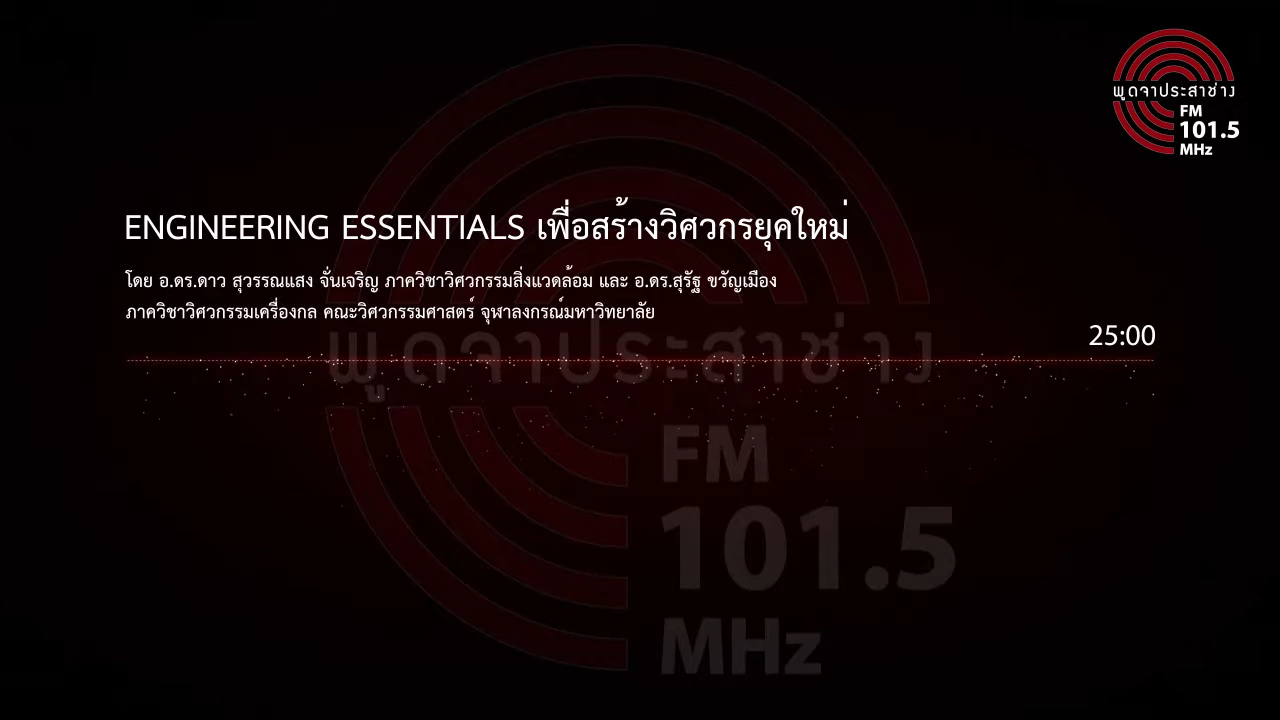 พูดจาประสาช่าง
FM
101.5
MHz
ENGINEERING ESSENTIALS เพื่อสร้างวิศวกรยุคใหม่
โดย อ.ดร.ดาว สุวรรณแสง จั่นเจริญ ภาควิชาวิศวกรรมสิ่งแวดล้อม และ อ.ดร.สุรัฐ ขวัญเมือง
ภาควิชาวิศวกรรมเครื่องกล คณะวิศวกรรมศาสตร์ จุฬาลงกรณ์มหาวิทยาลัย
25:00
พูดจาประสาช่าง
FM
101.5
MHz